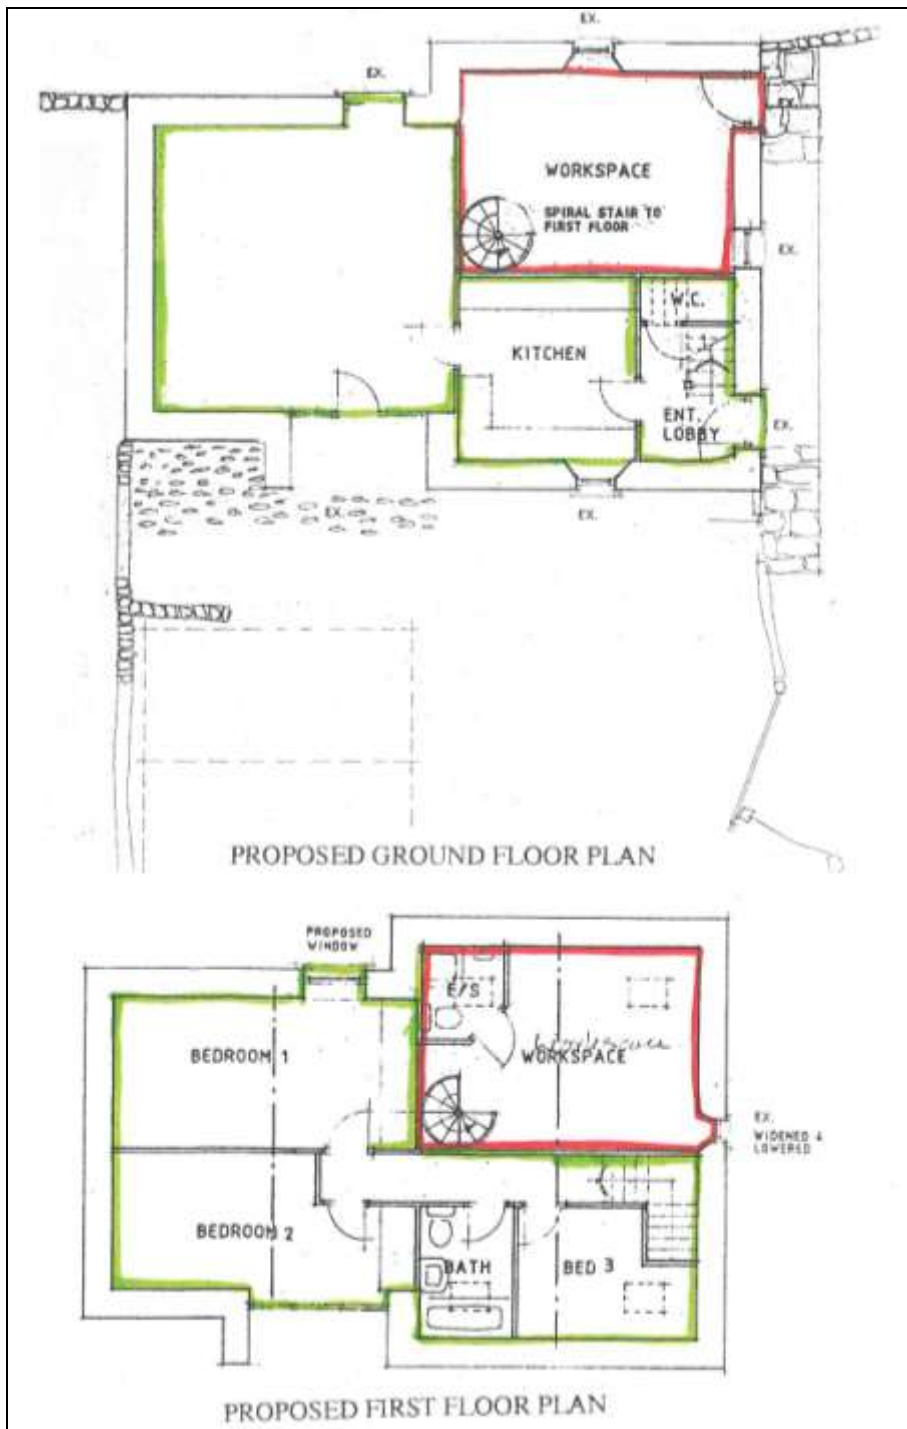 EX.
EX.
EX.
WORKSPACE
SPIRAL STAIR TO
FIRST FLOOR
EX.
W.C.
KITCHEN
ENT.
LOBBY
EX.
EX.
EX.
PROPOSED GROUND FLOOR PLAN
PROPOSED
WINDOW
E/S
BEDROOM 1
Workspace
WORKSPACE
EX.
WIDENED &
LOWERED
BEDROOM 2
BATH
BED 3
PROPOSED FIRST FLOOR PLAN